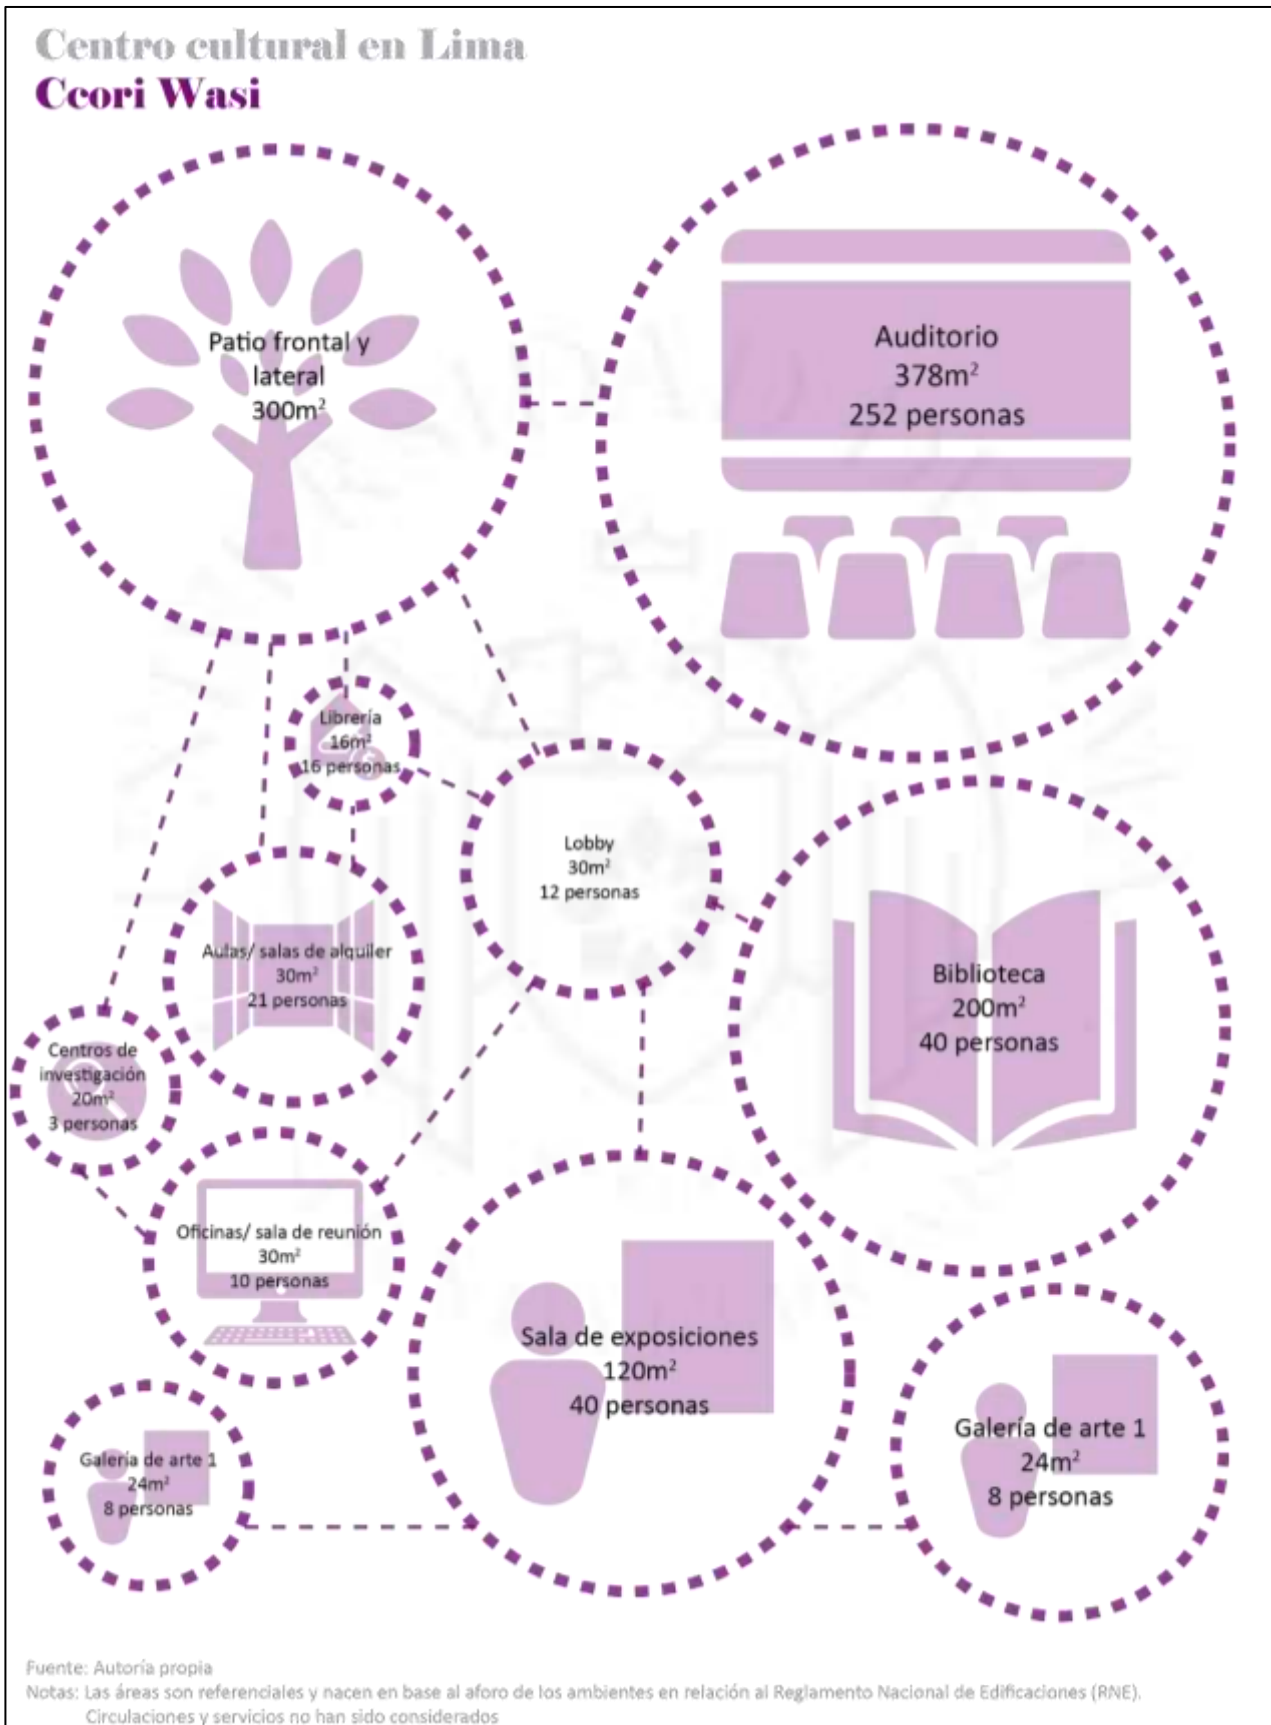 Centro cultural en Lima
Ccori Wasi
Patio frontal y
lateral
300m²
Auditorio
378m²
252 personas
Librería
16m²
16 personas
Lobby
30m²
12 personas
Aulas/ salas de alquiler
30m²
21 personas
Biblioteca
200m²
40 personas
Centros de
investigación
20m²
3 personas
Oficinas/ sala de reunión
30m²
10 personas
Sala de exposiciones
120m²
40 personas
Galería de arte 1
24m²
8 personas
Galería de arte 1
24m²
8 personas
Fuente: Autoría propia
Notas: Las áreas son referenciales y nacen en base al aforo de los ambientes en relación al Reglamento Nacional de Edificaciones (RNE).
Circulaciones y servicios no han sido considerados